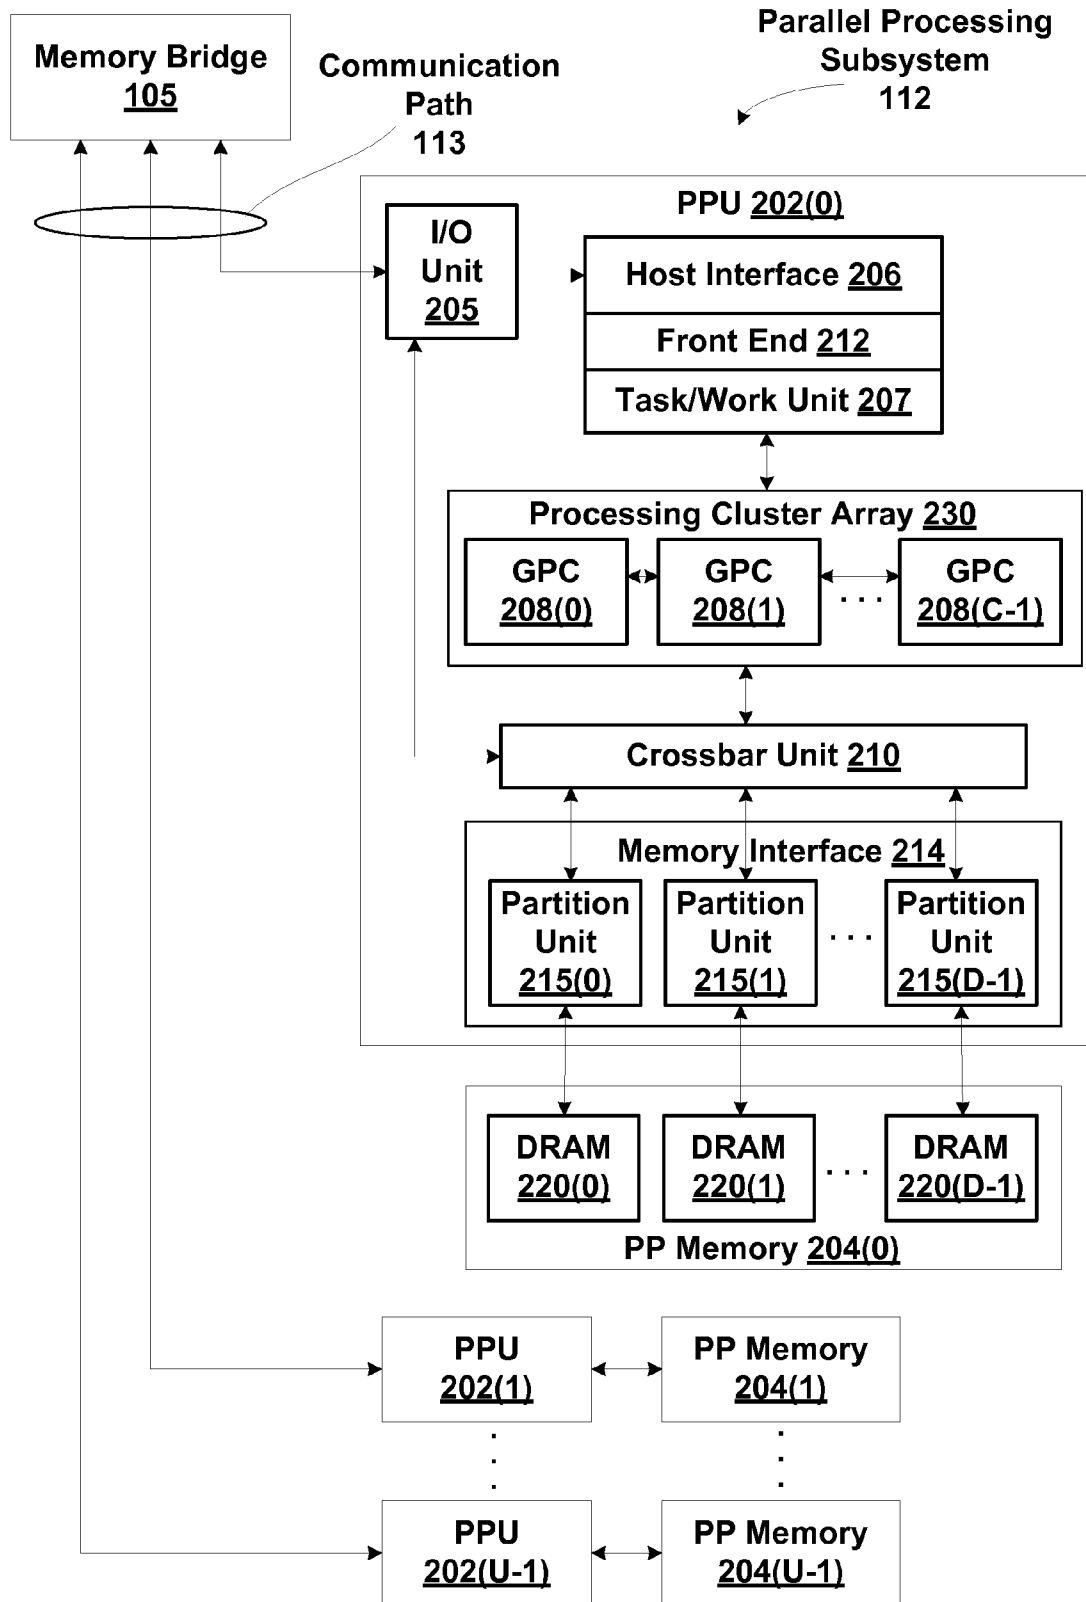 Memory Bridge
105
Communication
Path
113
Parallel Processing
Subsystem
112
PPU 202(0)
I/O
Unit
205
Host Interface 206
Front End 212
Task/Work Unit 207
Processing Cluster Array 230
GPC
208(0)
GPC
208(1)
. . .
GPC
208(C-1)
Crossbar Unit 210
Memory Interface 214
Partition
Unit
215(0)
Partition
Unit
215(1)
. . .
Partition
Unit
215(D-1)
DRAM
220(0)
DRAM
220(1)
. . .
DRAM
220(D-1)
PP Memory 204(0)
PPU
202(1)
PP Memory
204(1)
PPU
202(U-1)
PP Memory
204(U-1)